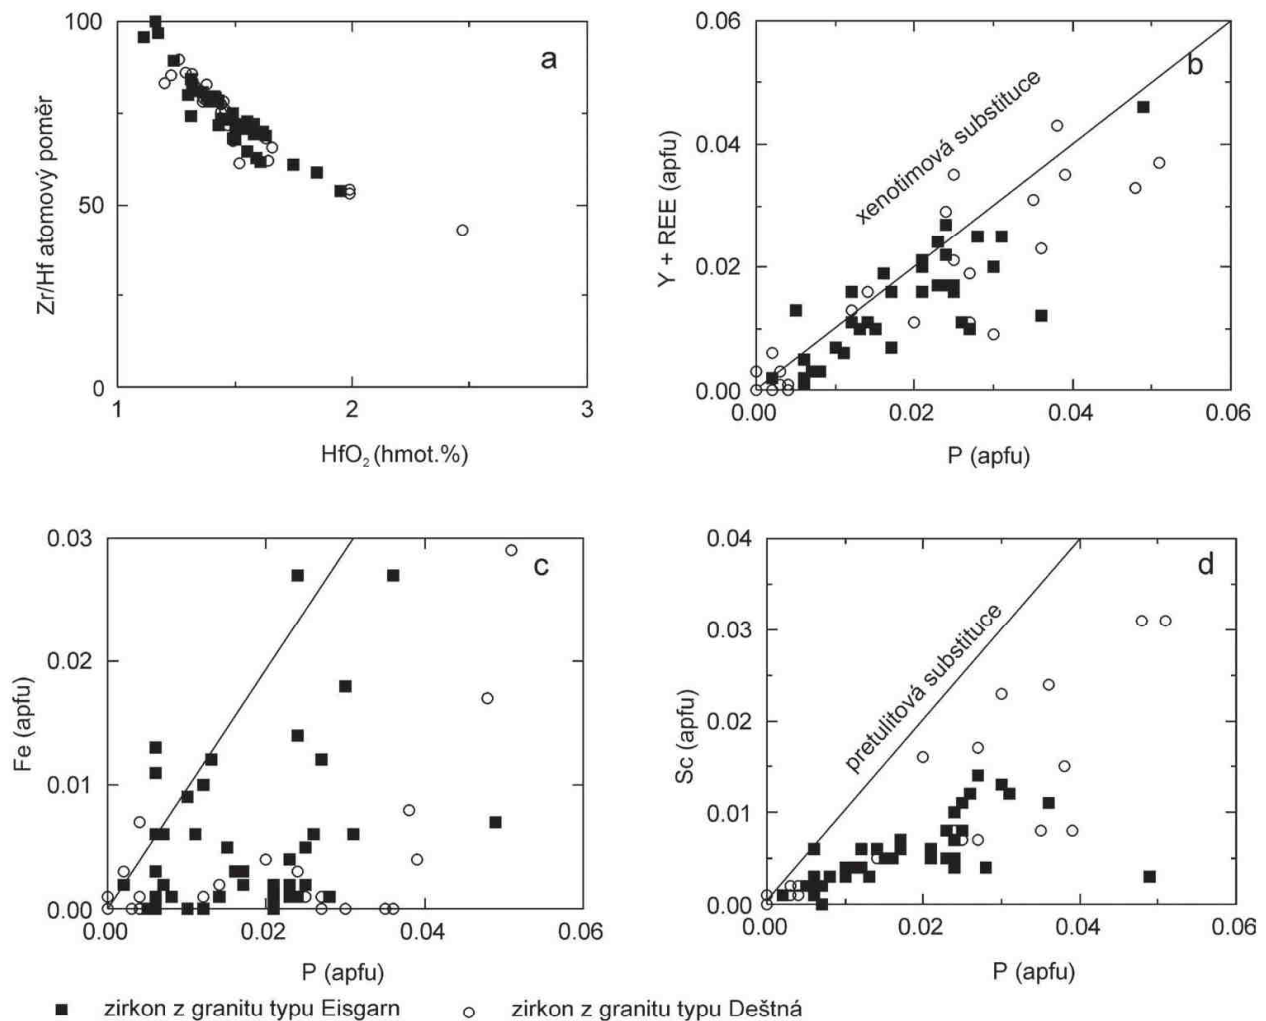 a
100
50
0
1
2
3
Zr/Hf atomový poměr
HfO₂ (hmot.%)
b
0.06
0.04
0.02
0.00
0.00
0.02
0.04
0.06
Y + REE (apfu)
xenotimová substituce
P (apfu)
c
0.03
0.02
0.01
0.00
0.00
0.02
0.04
0.06
Fe (apfu)
P (apfu)
d
0.04
0.03
0.02
0.01
0.00
0.00
0.02
0.04
0.06
Sc (apfu)
pretulitová substituce
P (apfu)
zirkon z granitu typu Eisgarn
zirkon z granitu typu Deštná